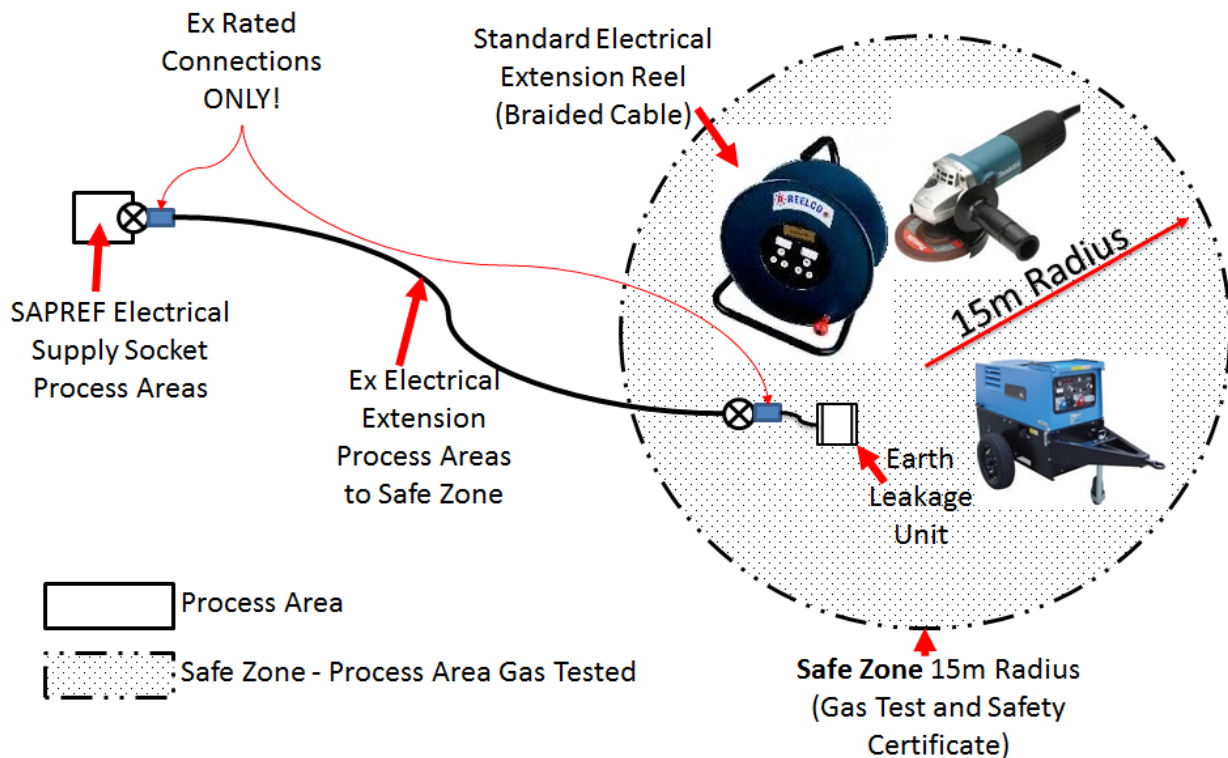 Ex Rated
Connections
ONLY!
Standard Electrical
Extension Reel
(Braided Cable)
REELCO
15m Radius
SAPREF Electrical
Supply Socket
Process Areas
Ex Electrical
Extension
Process Areas
to Safe Zone
Earth
Leakage
Unit
Process Area
Safe Zone - Process Area Gas Tested
Safe Zone 15m Radius
(Gas Test and Safety
Certificate)